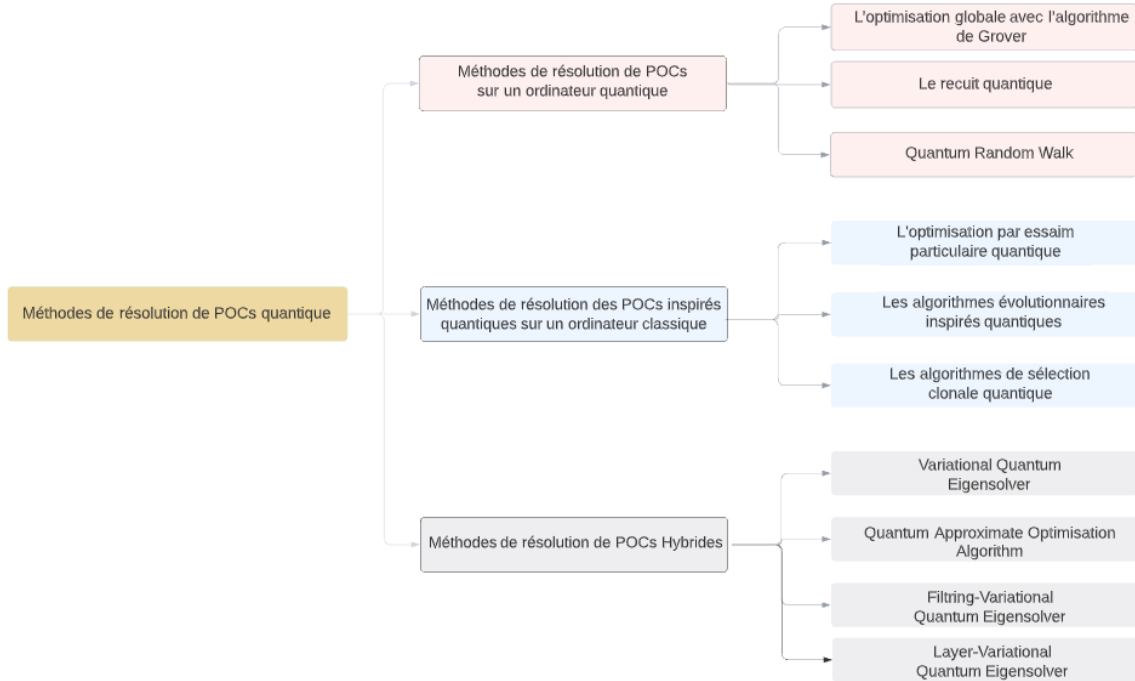 L'optimisation globale avec l'algorithme
de Grover
Méthodes de résolution de POCs
sur un ordinateur quantique
Le recuit quantique
Quantum Random Walk
L'optimisation par essaim
particulaire quantique
Méthodes de résolution de POCs quantique
Méthodes de résolution des POCs inspirés
quantiques sur un ordinateur classique
Les algorithmes évolutionnaires
inspirés quantiques
Les algorithmes de sélection
clonale quantique
Variational Quantum
Eigensolver
Méthodes de résolution de POCs Hybrides
Quantum Approximate Optimisation
Algorithm
Filtring-Variational
Quantum Eigensolver
Layer-Variational
Quantum Eigensolver